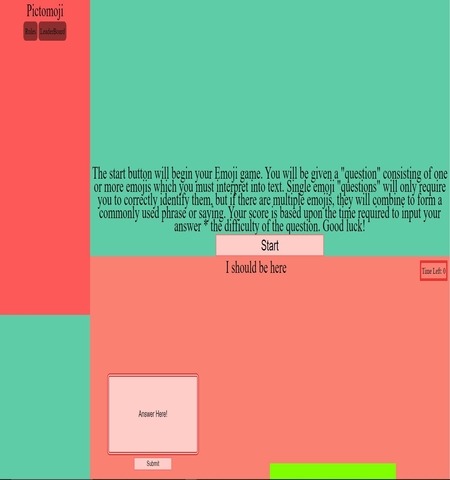 Pictomoji
Rules LeaderBoard
The start button will begin your Emoji game. You will be given a "question" consisting of one
or more emojis which you must interpret into text. Single emoji "questions" will only require
you to correctly identify them, but if there are multiple emojis, they will combine to form a
commonly used phrase or saying. Your score is based upon the time required to input your
answer * the difficulty of the question. Good luck!
Start
I should be here
Time Left: 0
Answer Here!
Submit